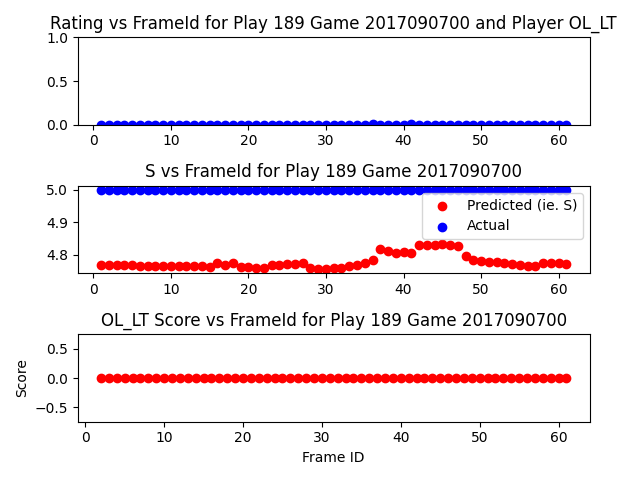 Rating vs FrameId for Play 189 Game 2017090700 and Player OL_LT
1.0
0.5
0.0
0 10 20 30 40 50 60
S vs FrameId for Play 189 Game 2017090700
5.0
4.9
4.8
Predicted (ie. S)
Actual
0 10 20 30 40 50 60
OL_LT Score vs FrameId for Play 189 Game 2017090700
Score
0.5
0.0
−0.5
0 10 20 30 40 50 60
Frame ID